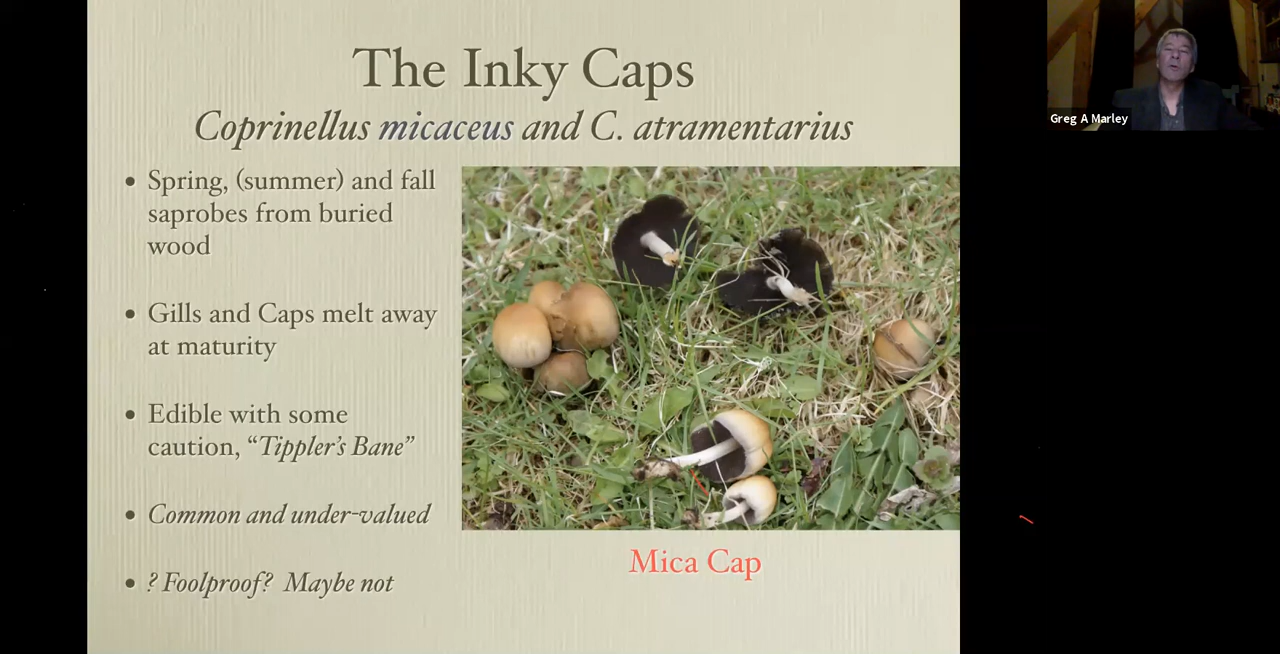 The Inky Caps
Coprinellus micaceus and C. atramentarius
• Spring, (summer) and fall
saprobes from buried
wood
• Gills and Caps melt away
at maturity
• Edible with some
caution, “Tippler’s Bane”
• Common and under-valued
• ? Foolproof? Maybe not
Mica Cap
Greg A Marley